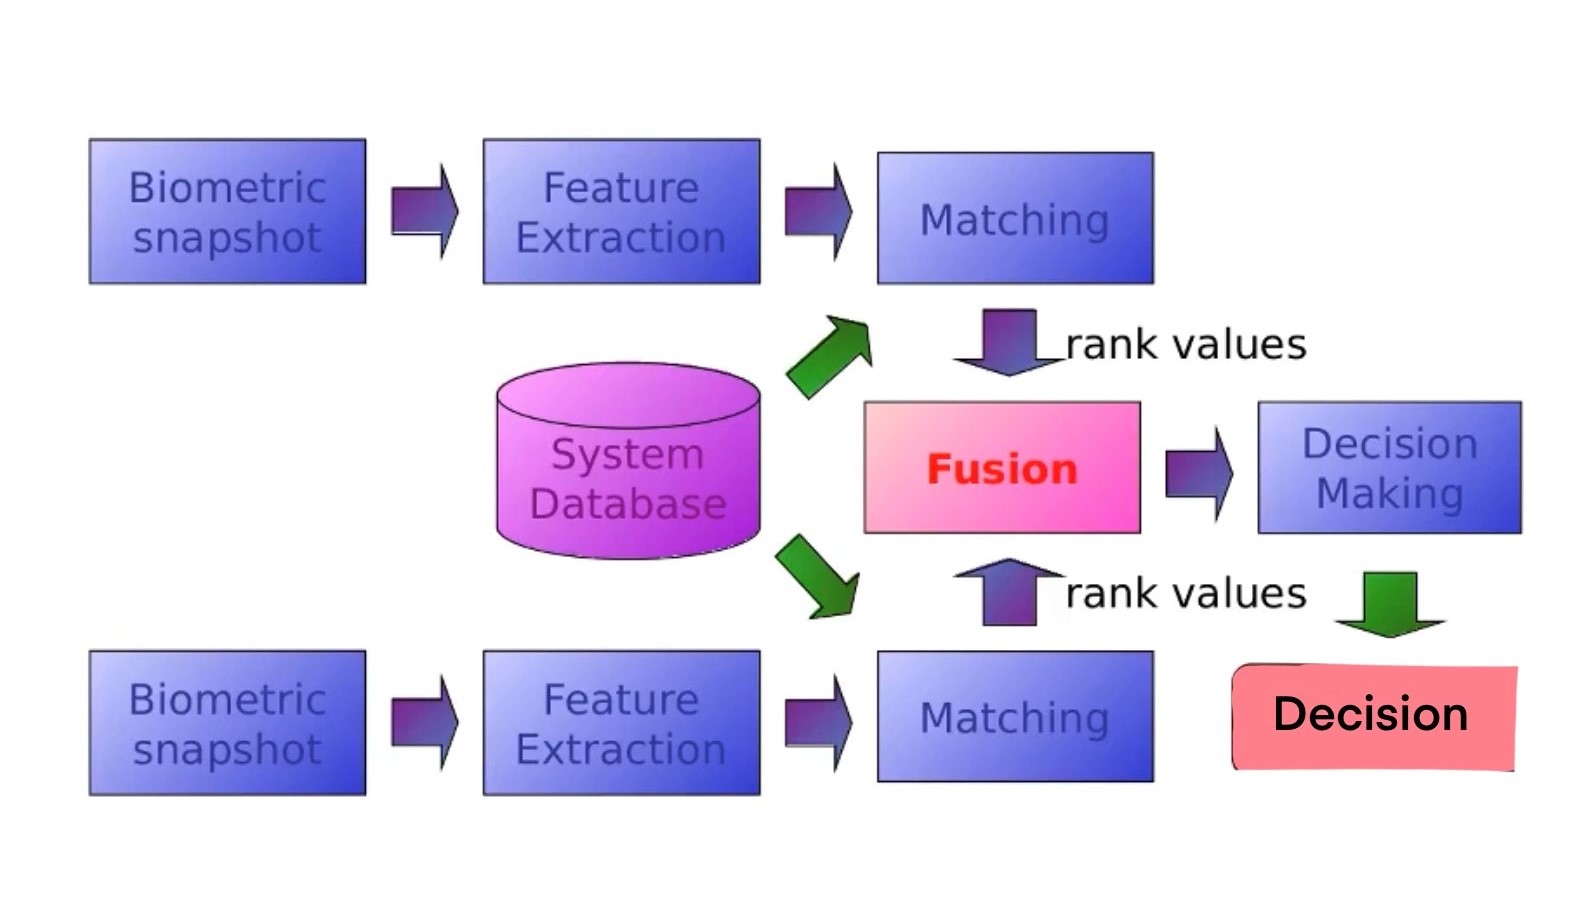 Biometric
snapshot
Feature
Extraction
Matching
rank values
System
Database
Fusion
Decision
Making
rank values
Biometric
snapshot
Feature
Extraction
Matching
Decision